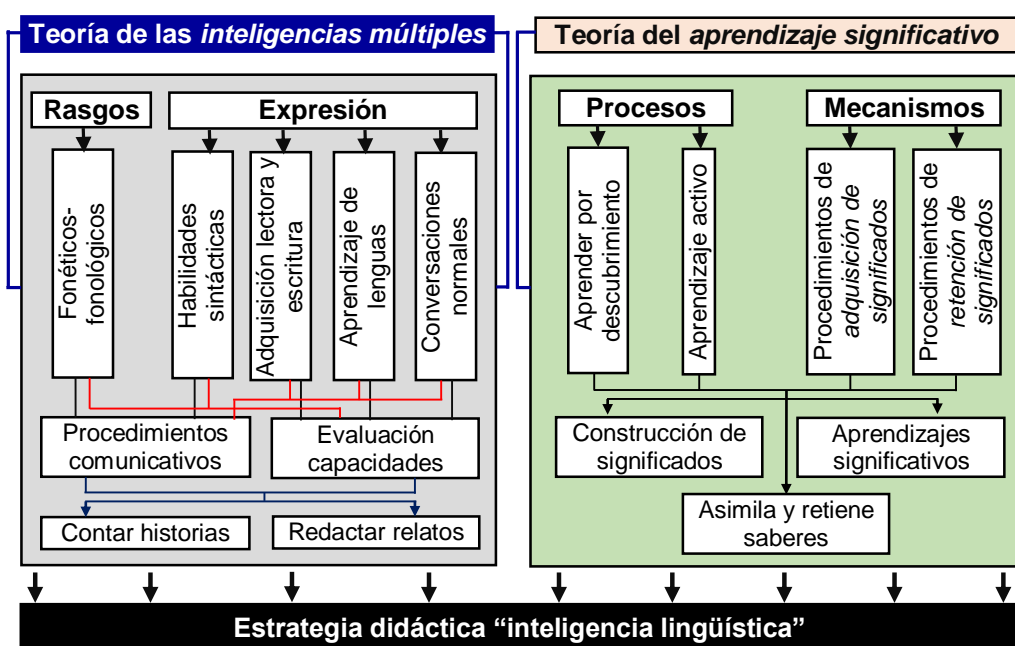 Teoría de las inteligencias múltiples
Teoría del aprendizaje significativo
Rasgos
Expresión
Fonéticos-
fonológicos
Habilidades
sintácticas
Adquisición lectora y
escritura
Aprendizaje de
lenguas
Conversaciones
normales
Procedimientos
comunicativos
Evaluación
capacidades
Contar historias
Redactar relatos
Procesos
Mecanismos
Aprender por
descubrimiento
Aprendizaje activo
Procedimientos de
adquisición de
significados
Procedimientos de
retención de
significados
Construcción de
significados
Aprendizajes
significativos
Asimila y retiene
saberes
Estrategia didáctica “inteligencia lingüística”